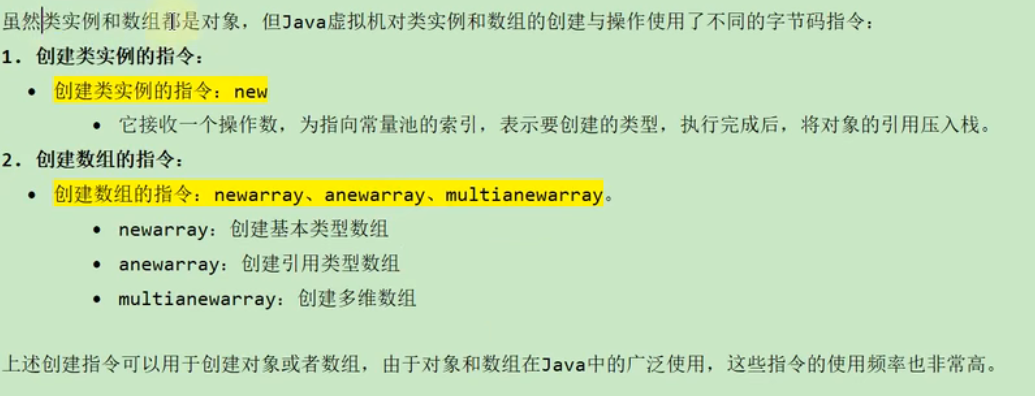 虽然类实例和数组都是对象，但Java虚拟机对类实例和数组的创建与操作使用了不同的字节码指令：
1. 创建类实例的指令：
• 创建类实例的指令：new
• 它接收一个操作数，为指向常量池的索引，表示要创建的类型，执行完成后，将对象的引用压入栈。
2. 创建数组的指令：
• 创建数组的指令：newarray、anewarray、multianewarray。
• newarray：创建基本类型数组
• anewarray：创建引用类型数组
• multianewarray：创建多维数组
上述创建指令可以用于创建对象或者数组，由于对象和数组在Java中的广泛使用，这些指令的使用频率也非常高。